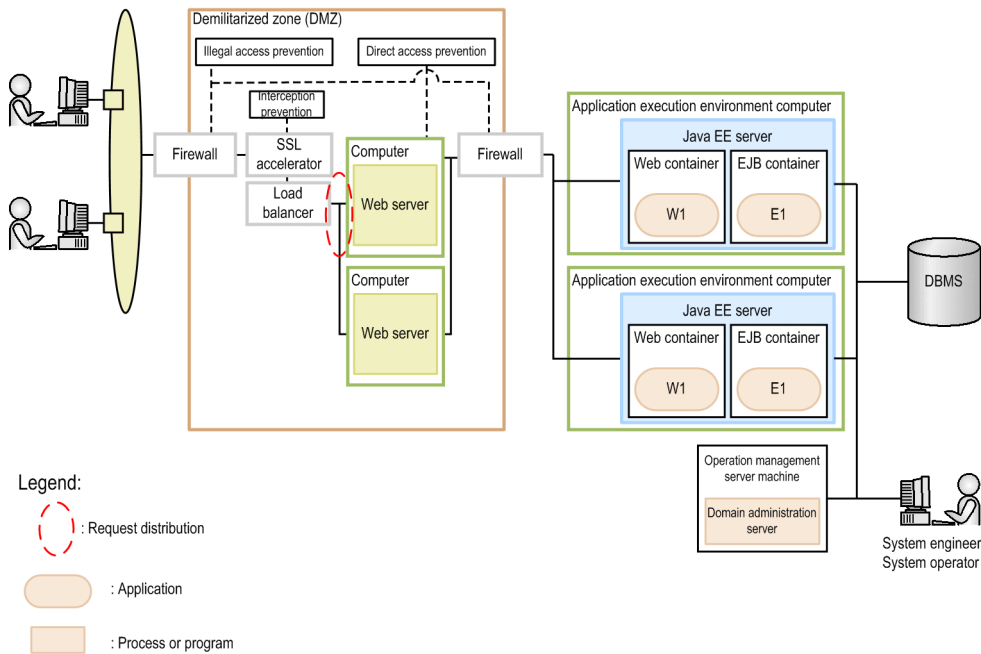 Demilitarized zone (DMZ)
Illegal access prevention
Direct access prevention
Interception
prevention
Firewall
SSL
accelerator
Load
balancer
Computer
Web server
Computer
Web server
Firewall
Application execution environment computer
Java EE server
Web container
EJB container
W1
E1
Application execution environment computer
Java EE server
Web container
EJB container
W1
E1
DBMS
Operation management
server machine
Domain administration
server
System engineer
System operator
Legend:
: Request distribution
: Application
: Process or program